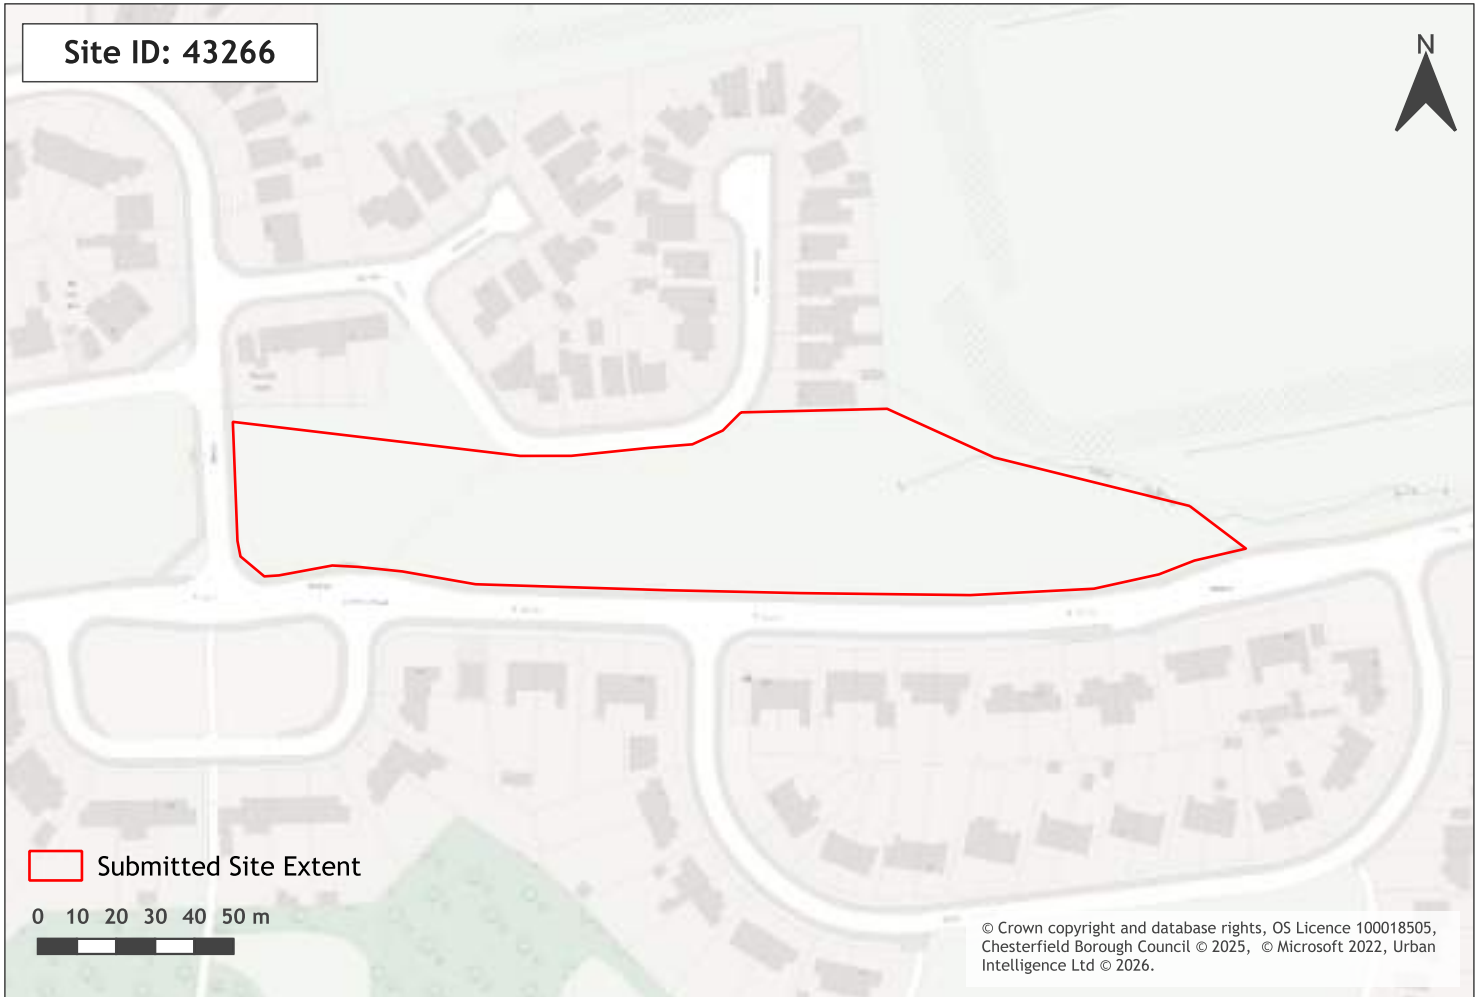 Site ID: 43266
N
Submitted Site Extent
0 10 20 30 40 50 m
© Crown copyright and database rights, OS Licence 100018505,
Chesterfield Borough Council © 2025, © Microsoft 2022, Urban
Intelligence Ltd © 2026.